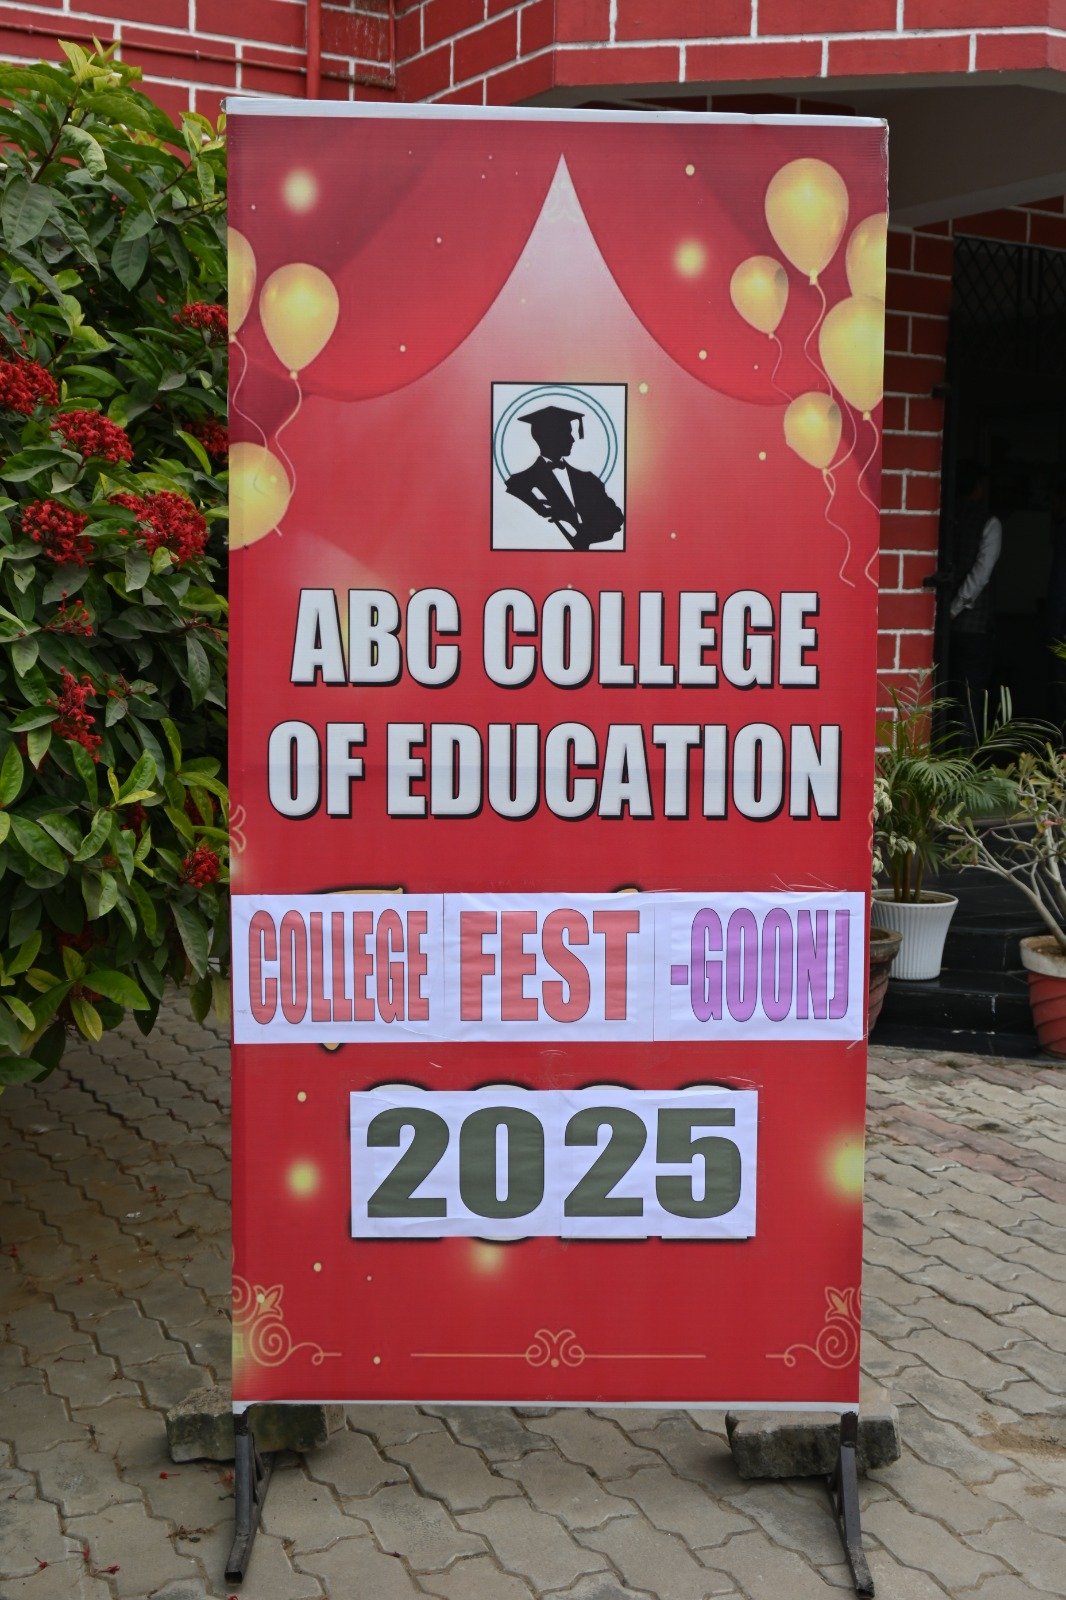 ABC COLLEGE
OF EDUCATION
COLLEGE FEST -GOONJ
2025